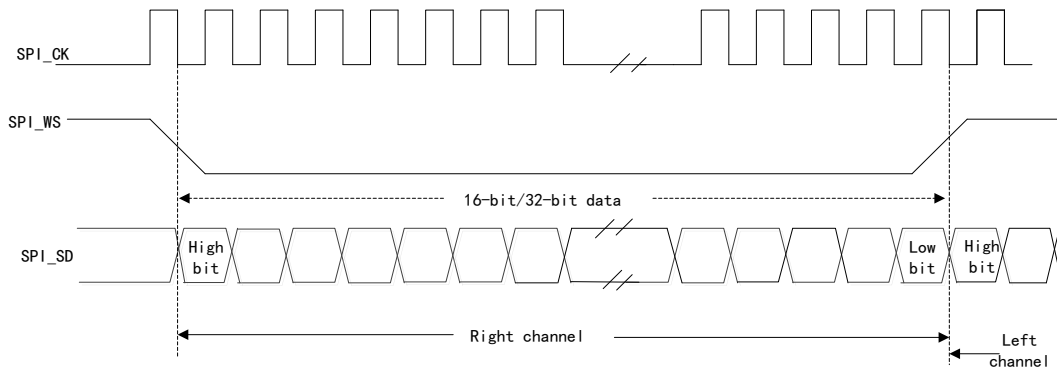 SPI_CK
SPI_WS
16-bit/32-bit data
SPI_SD
High
bit
Low
bit
High
bit
Right channel
Left
channel